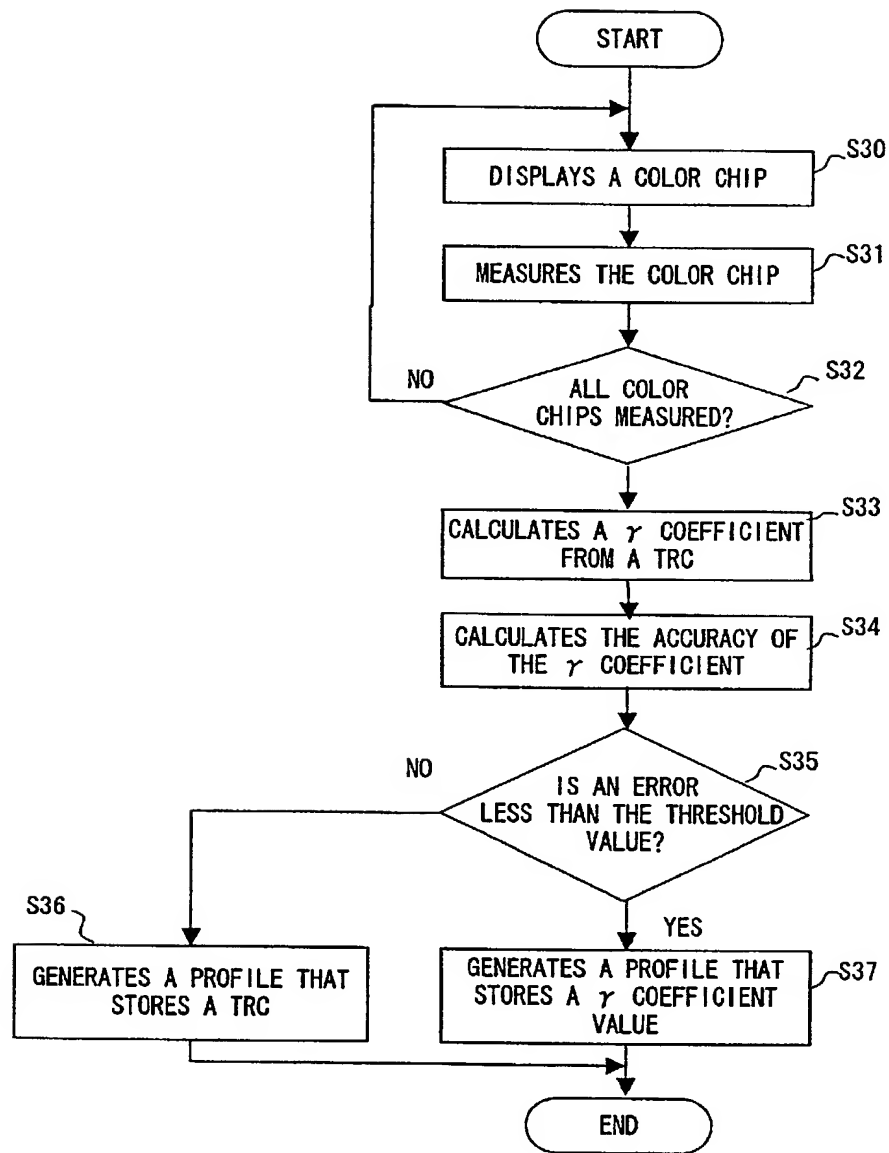 START
S30
DISPLAYS A COLOR CHIP
S31
MEASURES THE COLOR CHIP
S32
NO
ALL COLOR
CHIPS MEASURED?
S33
CALCULATES A γ COEFFICIENT
FROM A TRC
S34
CALCULATES THE ACCURACY OF
THE γ COEFFICIENT
S35
NO
IS AN ERROR
LESS THAN THE THRESHOLD
VALUE?
S36
YES
GENERATES A PROFILE THAT
STORES A TRC
S37
GENERATES A PROFILE THAT
STORES A γ COEFFICIENT
VALUE
END